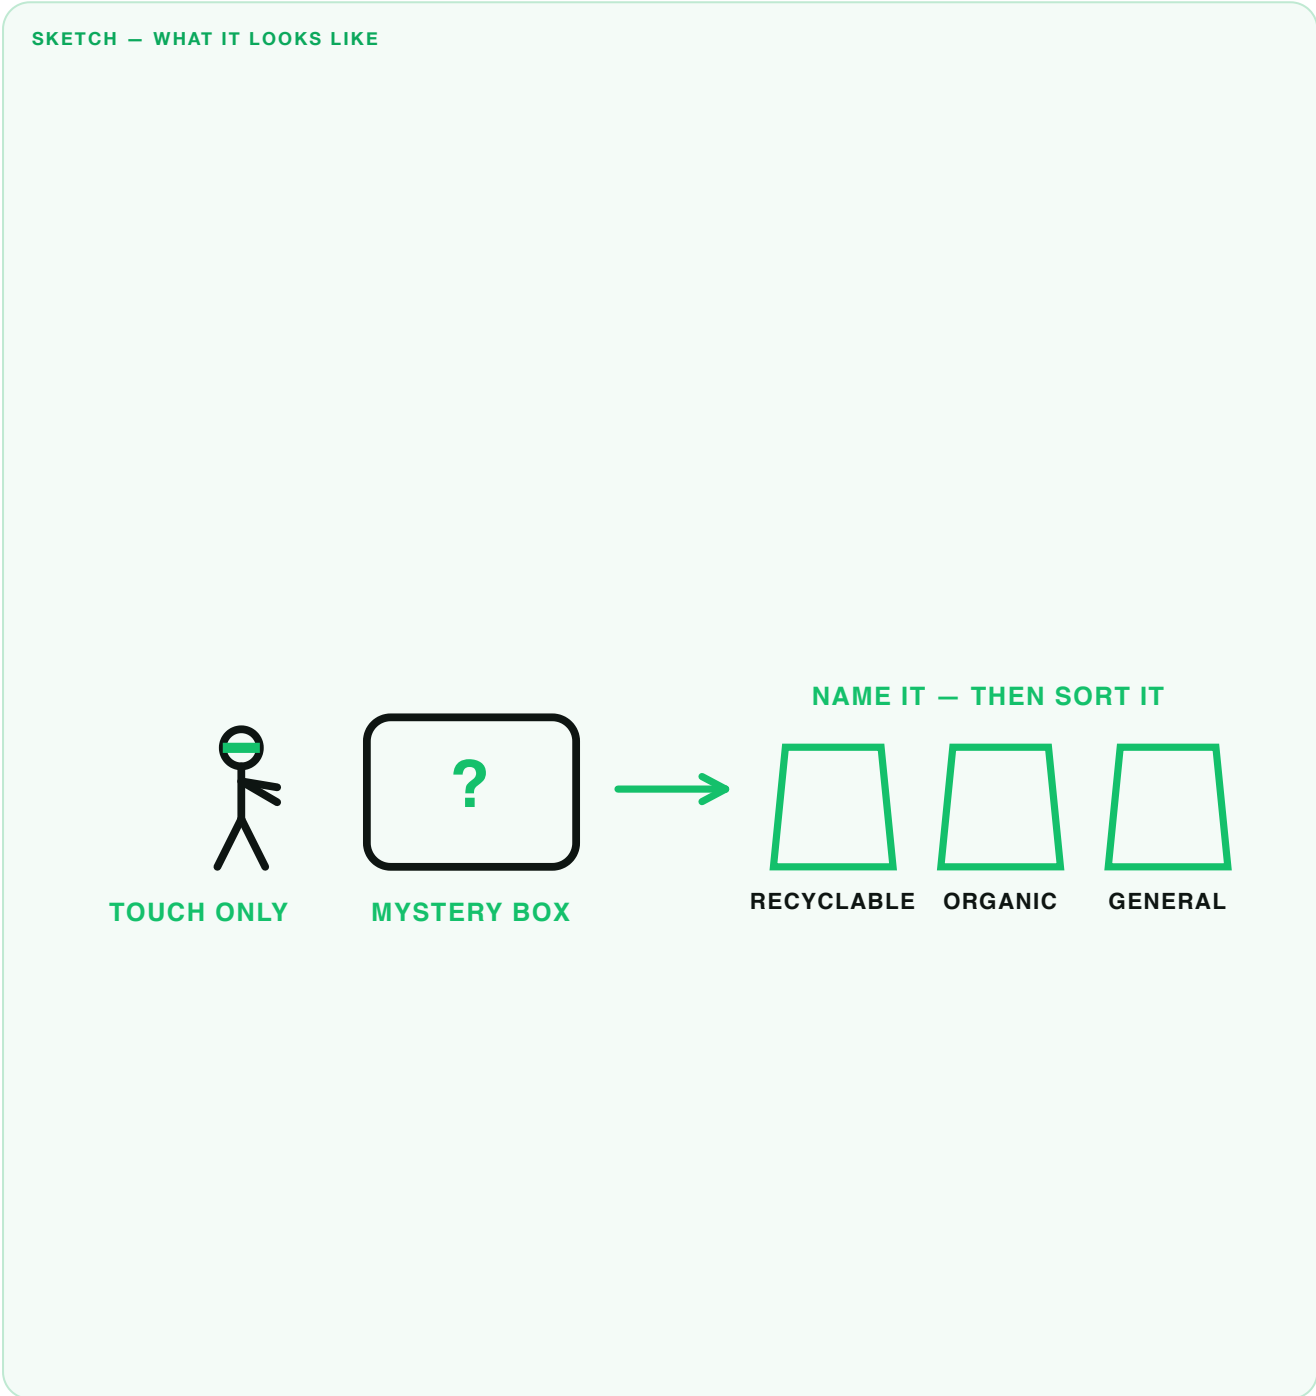 SKETCH — WHAT IT LOOKS LIKE
NAME IT — THEN SORT IT
?
TOUCH ONLY
MYSTERY BOX
RECYCLABLE
ORGANIC
GENERAL